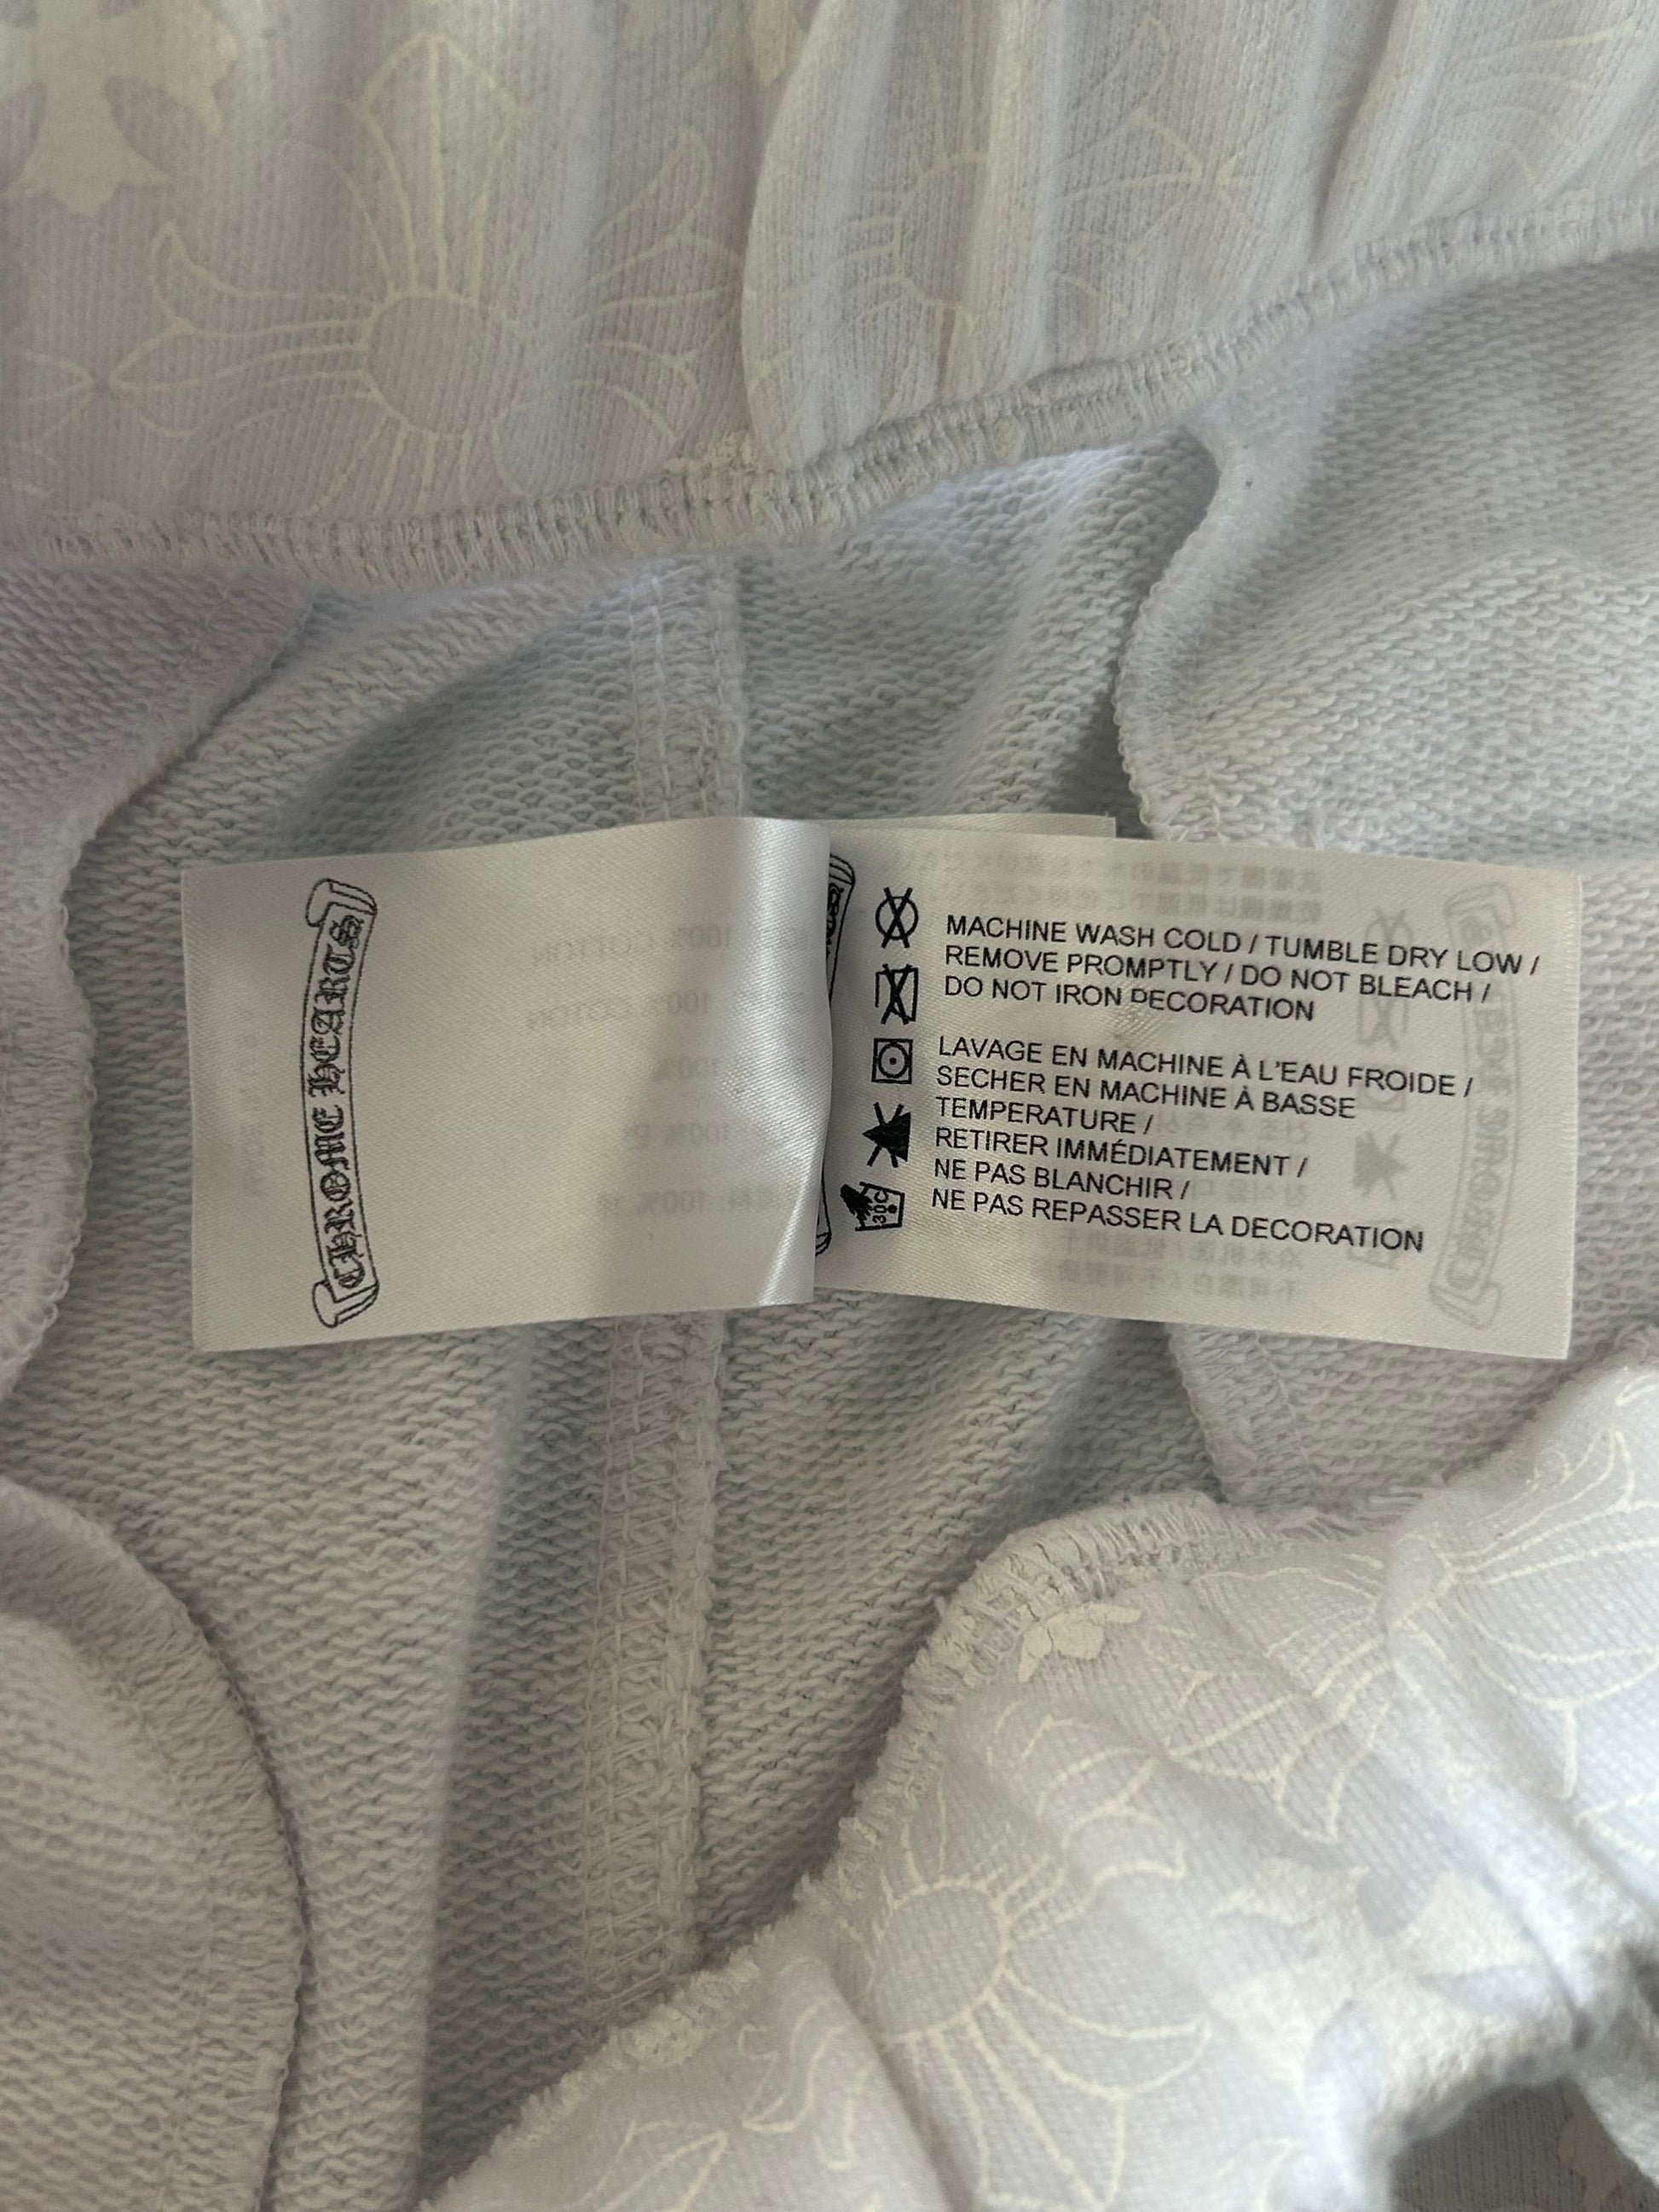 CHROME HEARTS
MACHINE WASH COLD / TUMBLE DRY LOW /
REMOVE PROMPTLY / DO NOT BLEACH /
DO NOT IRON DECORATION
LAVAGE EN MACHINE À L'EAU FROIDE /
SECHER EN MACHINE À BASSE
TEMPERATURE /
RETIRER IMMÉDIATEMENT /
NE PAS BLANCHIR /
NE PAS REPASSER LA DECORATION
30C